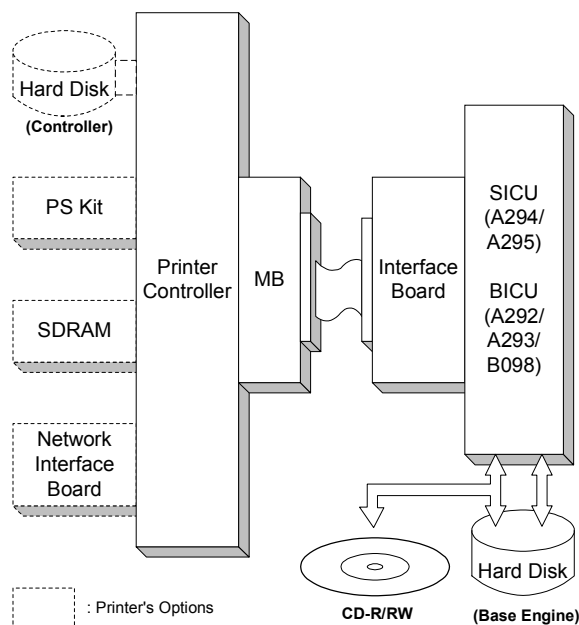 Hard Disk
(Controller)
PS Kit
SDRAM
Network
Interface
Board
Printer
Controller
MB
Interface
Board
SICU
(A294/
A295)
BICU
(A292/
A293/
B098)
CD-R/RW
Hard Disk
(Base Engine)
: Printer's Options